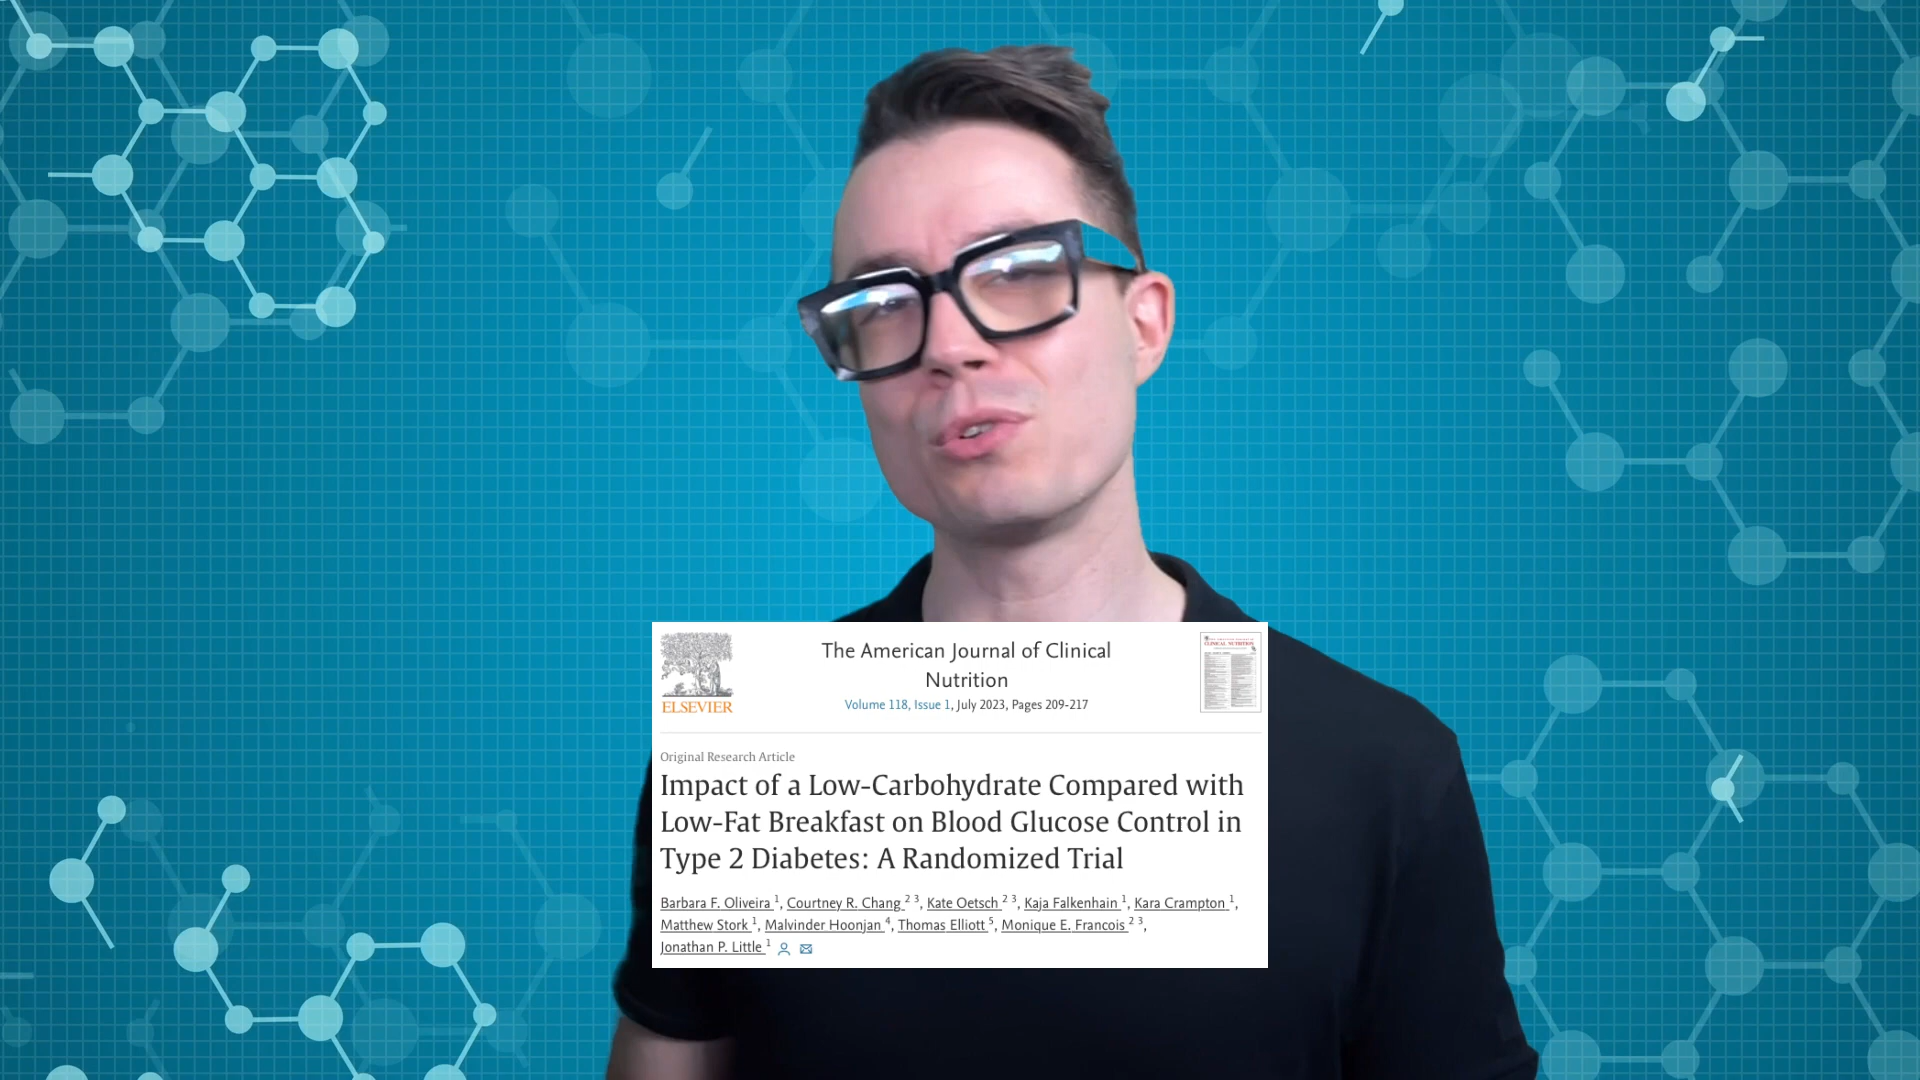 The American Journal of Clinical
Nutrition
Volume 118, Issue 1, July 2023, Pages 209-217
ELSEVIER
CLINICAL NUTRITION
Original Research Article
Impact of a Low-Carbohydrate Compared with
Low-Fat Breakfast on Blood Glucose Control in
Type 2 Diabetes: A Randomized Trial
Barbara F. Oliveira 1, Courtney R. Chang 2 3, Kate Oetsch 2 3, Kaja Falkenhain 1, Kara Crampton 1,
Matthew Stork 1, Malvinder Hoonjan 4, Thomas Elliott 5, Monique E. Francois 2 3,
Jonathan P. Little 1